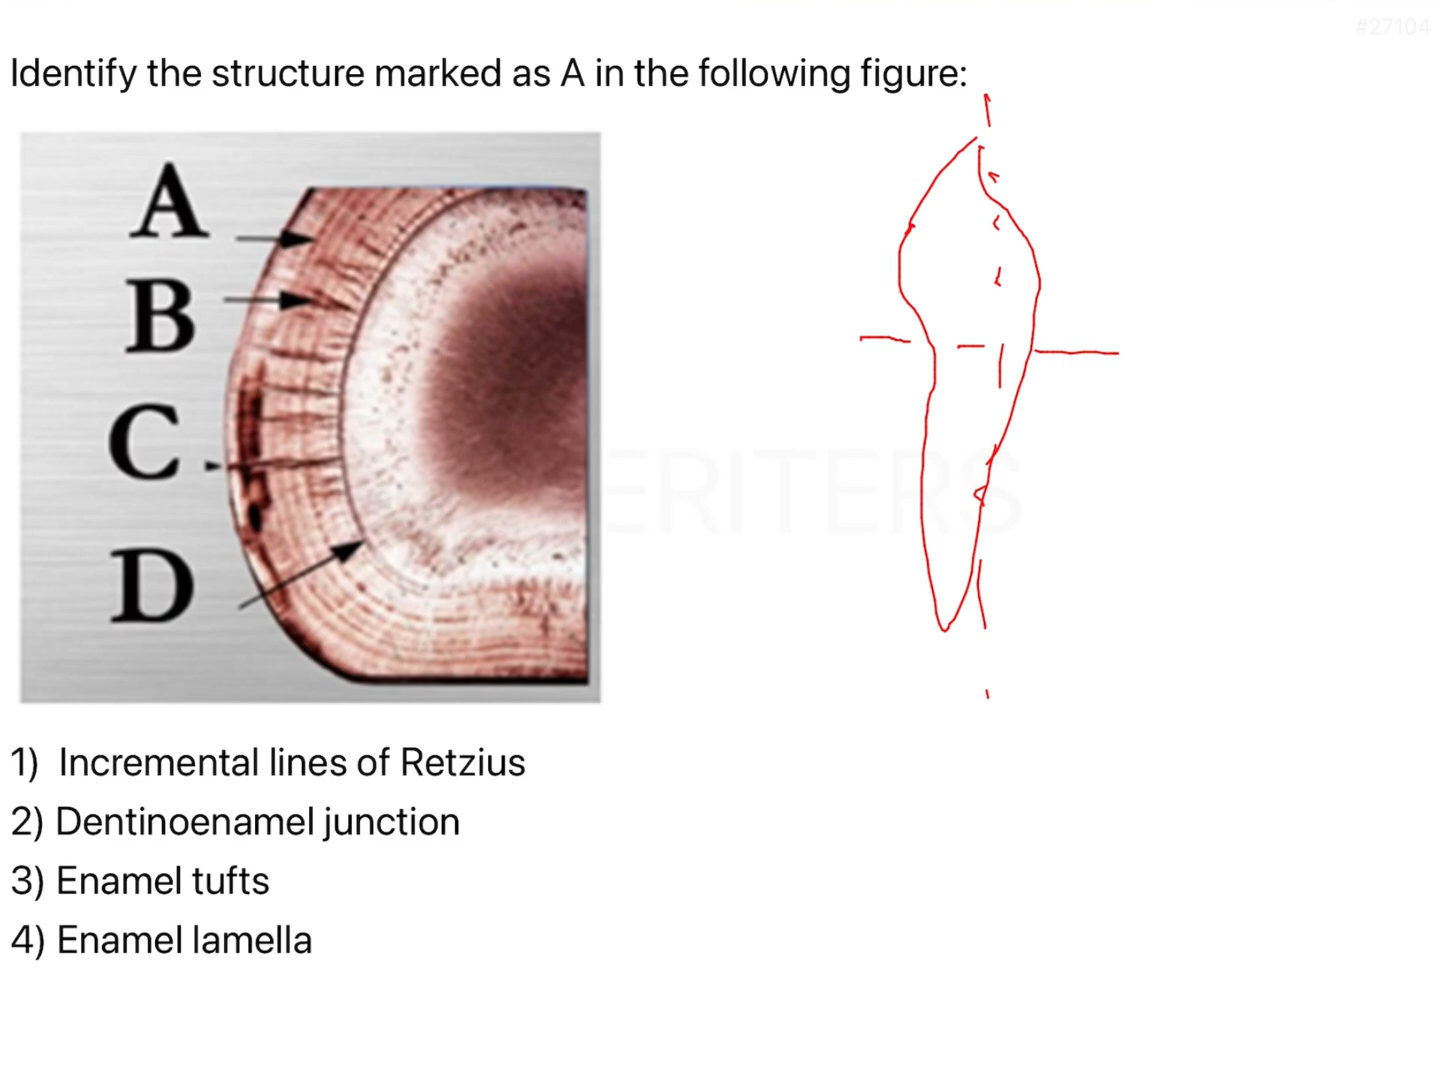 #27104
Identify the structure marked as A in the following figure:
A
B
C
D
ERITERS
1) Incremental lines of Retzius
2) Dentinoenamel junction
3) Enamel tufts
4) Enamel lamella